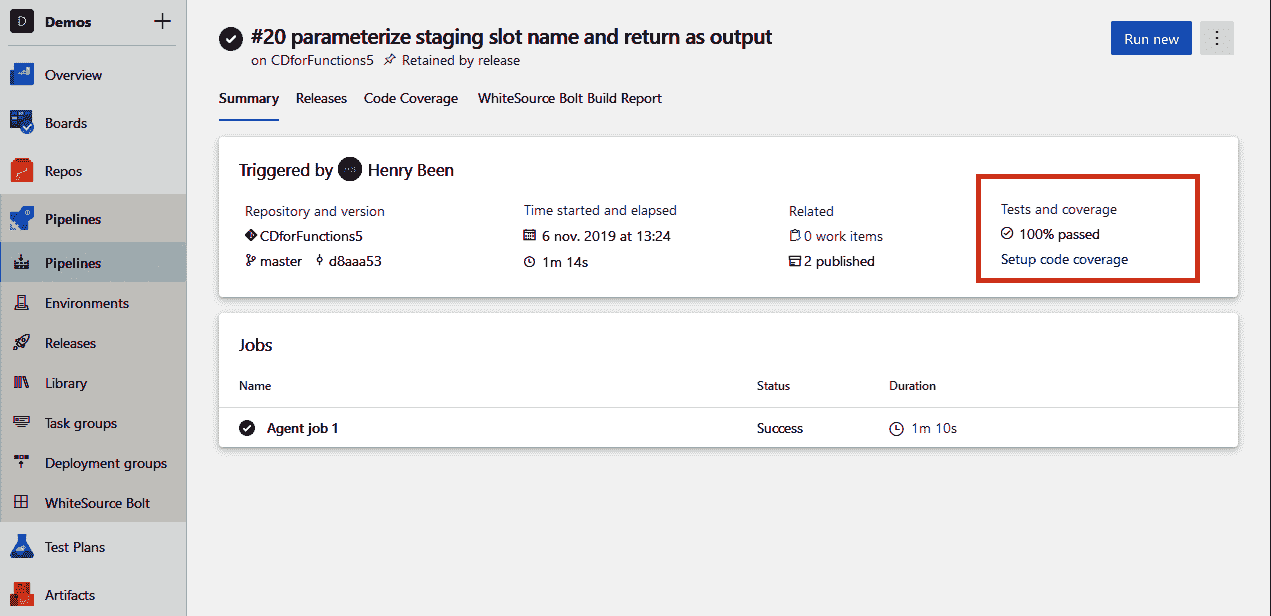 D Demos
Overview
Boards
Repos
Pipelines
Pipelines
Environments
Releases
Library
Task groups
Deployment groups
WhiteSource Bolt
Test Plans
Artifacts
#20 parameterize staging slot name and return as output
on CDforFunctions5 Retained by release
Run new
Summary Releases Code Coverage WhiteSource Bolt Build Report
Triggered by Henry Been
Repository and version
CDforFunctions5
master d8aaa53
Time started and elapsed
6 nov. 2019 at 13:24
1m 14s
Related
0 work items
2 published
Tests and coverage
100% passed
Setup code coverage
Jobs
Name Status Duration
Agent job 1 Success 1m 10s